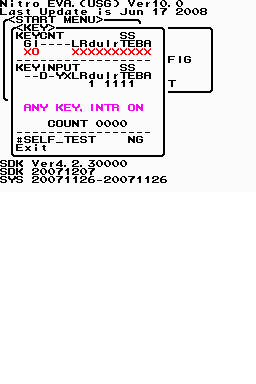 Nitro EVA.(USG) Ver10.0
Last Update is Jun 17 2008
<START MENU>
<KEY>
KEYCNT SS
GI----LRdulrTEBA
XO XXXXXXXXXX
FIG
KEYINPUT SS
--D-YXLRdulrTEBA
1 1111
T
ANY KEY, INTR ON
COUNT 0000
-------------------
#SELF_TEST NG
Exit
SDK Ver4.2.30000
SDK 20071207
SYS 20071126-20071126